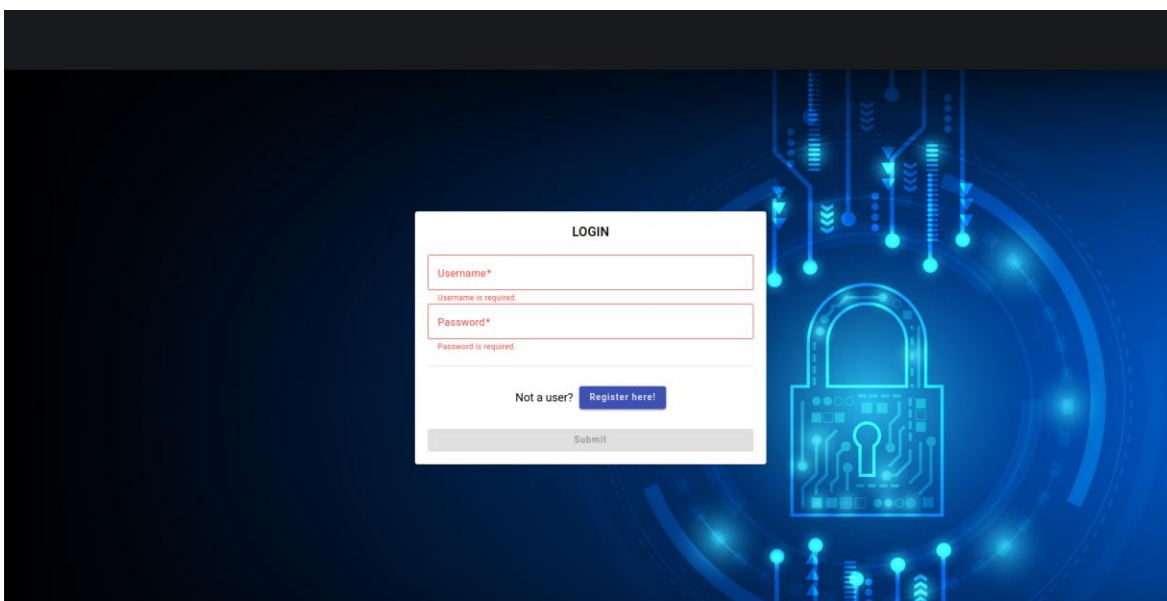 LOGIN
Username*
Username is required.
Password*
Password is required.
Not a user? Register here!
Submit